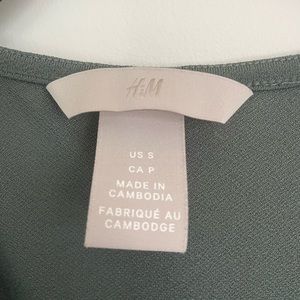 H&M
US S
CA P
MADE IN
CAMBODIA
FABRIQUÉ AU
CAMBODGE